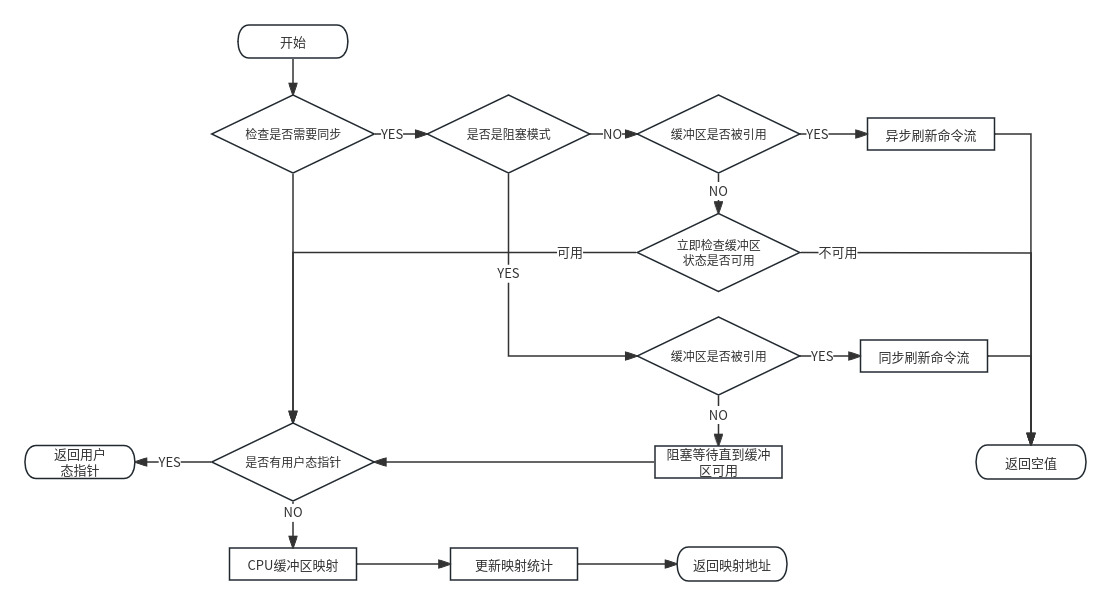 开始
检查是否需要同步
YES
是否是阻塞模式
NO
缓冲区是否被引用
YES
异步刷新命令流
NO
可用
立即检查缓冲区
状态是否可用
不可用
YES
缓冲区是否被引用
YES
同步刷新命令流
NO
返回用户
态指针
YES
是否有用户态指针
阻塞等待直到缓冲
区可用
返回空值
NO
CPU缓冲区映射
更新映射统计
返回映射地址